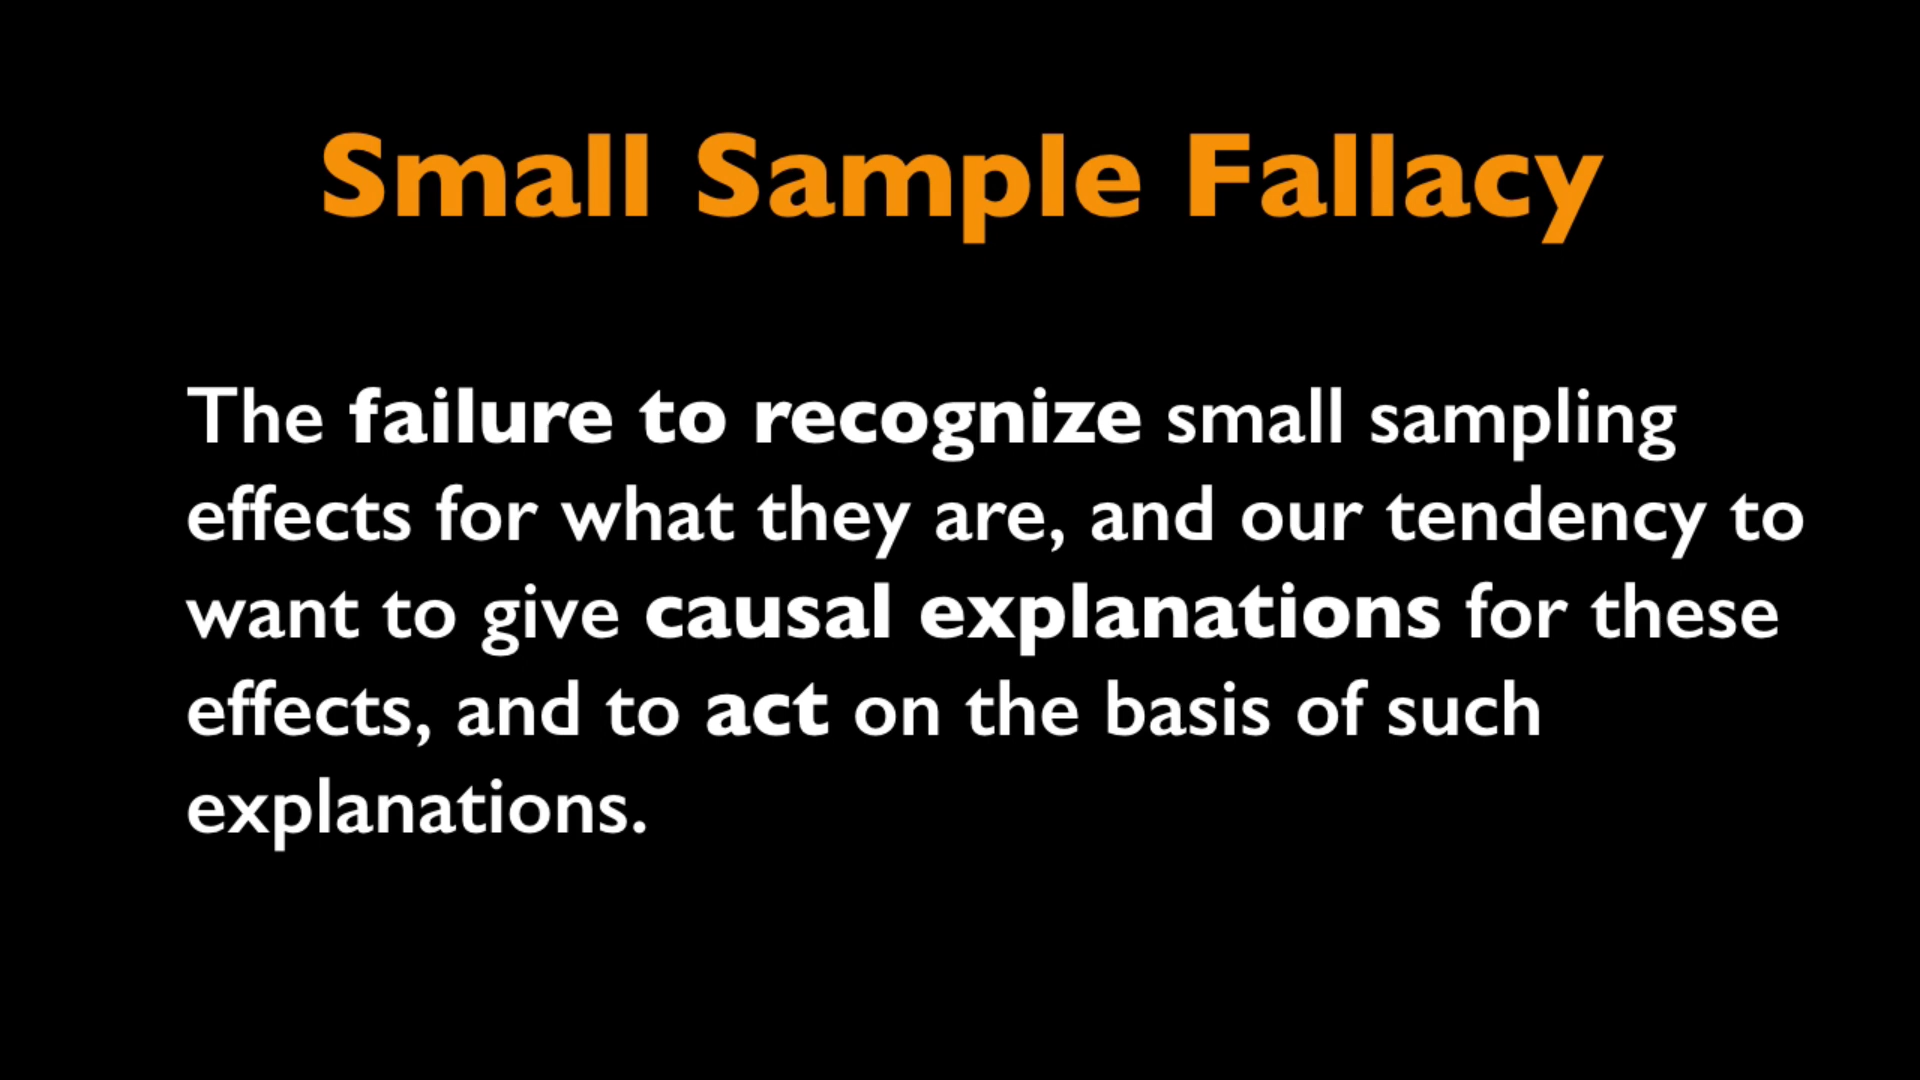 Small Sample Fallacy
The failure to recognize small sampling
effects for what they are, and our tendency to
want to give causal explanations for these
effects, and to act on the basis of such
explanations.